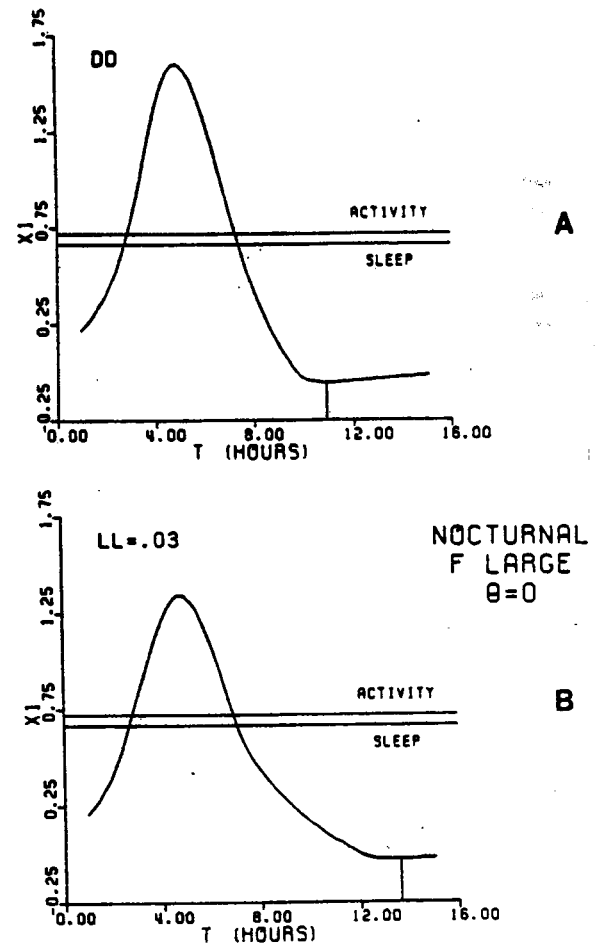 DD
1.75
1.25
0.75
0.25
-0.25
X1
ACTIVITY
SLEEP
A
-0.00 4.00 8.00 12.00 16.00
T (HOURS)
LL=.03
NOCTURNAL
F LARGE
θ=0
1.75
1.25
0.75
0.25
-0.25
X1
ACTIVITY
SLEEP
B
-0.00 4.00 8.00 12.00 16.00
T (HOURS)